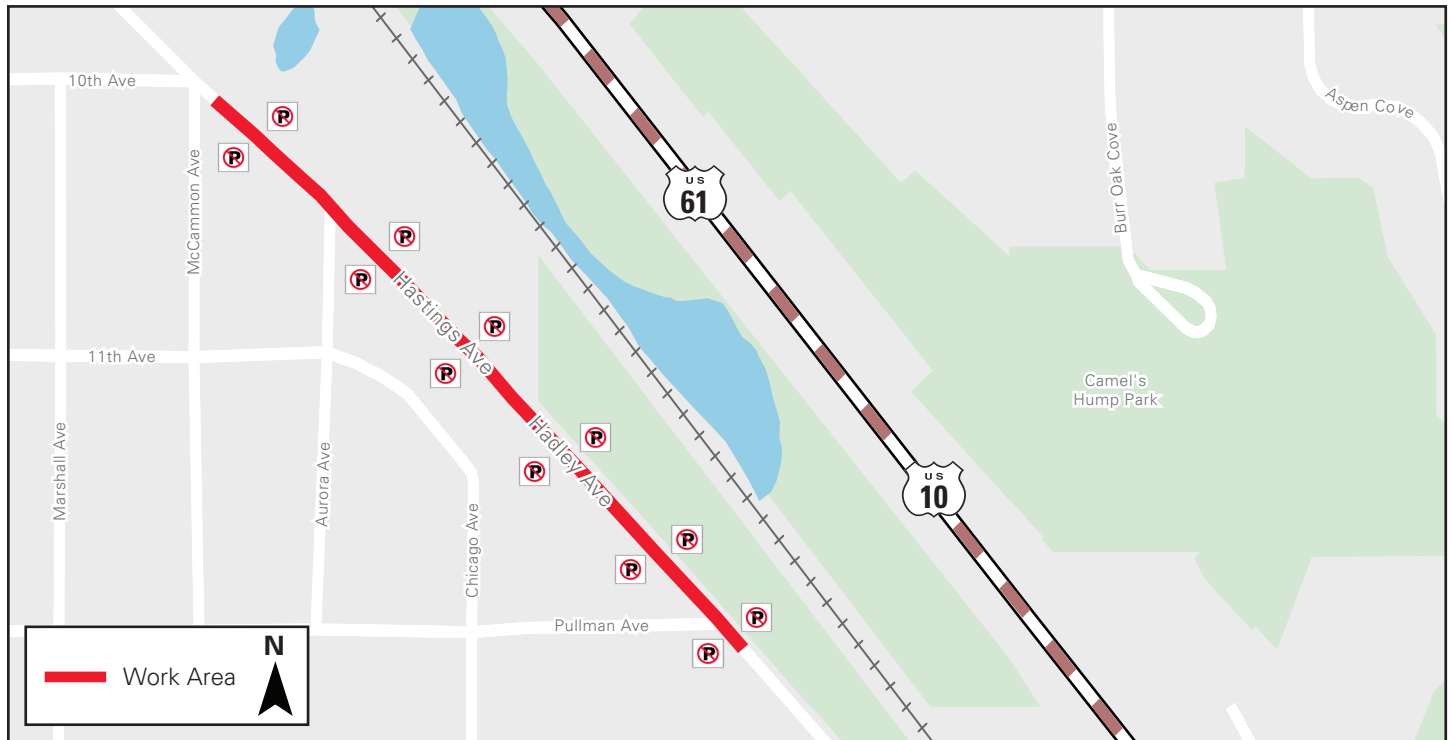 10th Ave
McCammon Ave
Marshall Ave
11th Ave
Aurora Ave
Chicago Ave
Hastings Ave
Hadley Ave
Pullman Ave
US
61
US
10
Burr Oak Cove
Aspen Cove
Camel's
Hump Park
P
P
P
P
P
P
P
P
P
P
P
P
Work Area
N